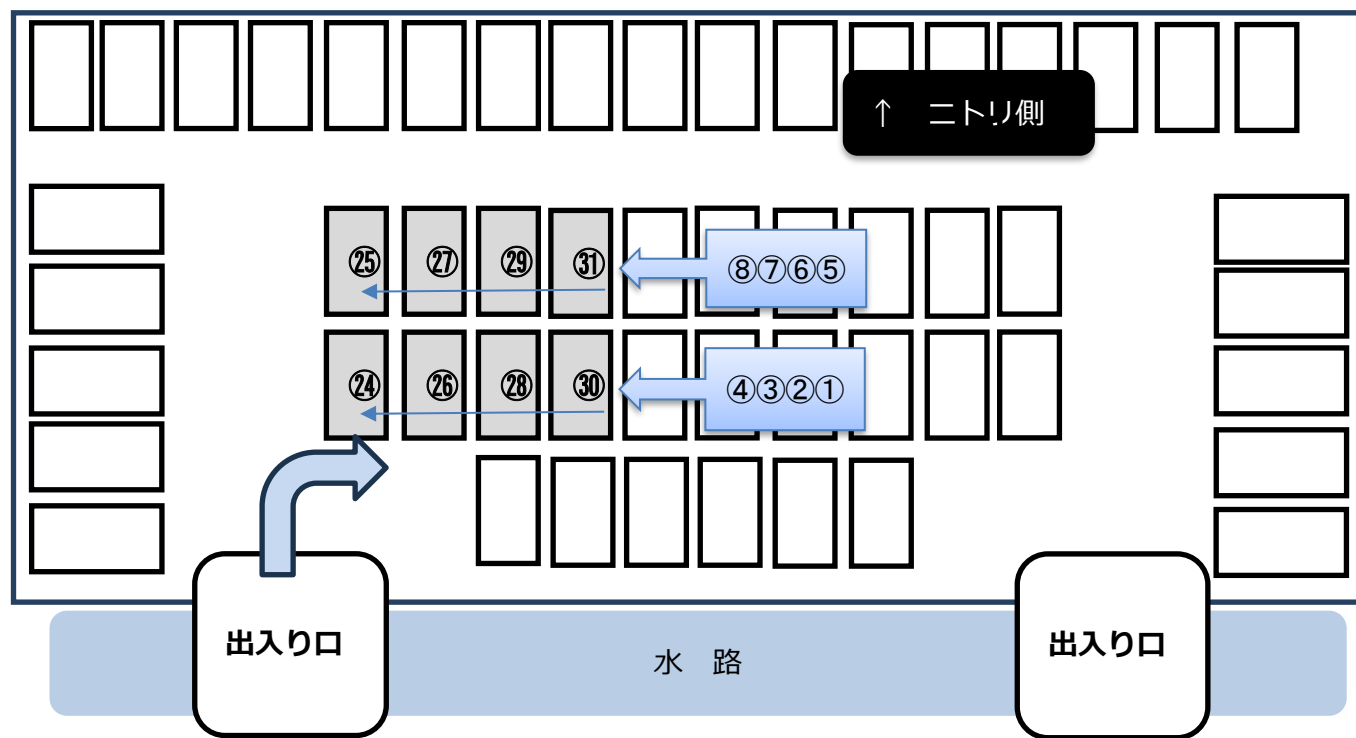 ↑　ニトリ側
㉕ ㉗ ㉙ ㉛
⑧⑦⑥⑤
㉔ ㉖ ㉘ ㉚
④③②①
出入り口
水　路
出入り口